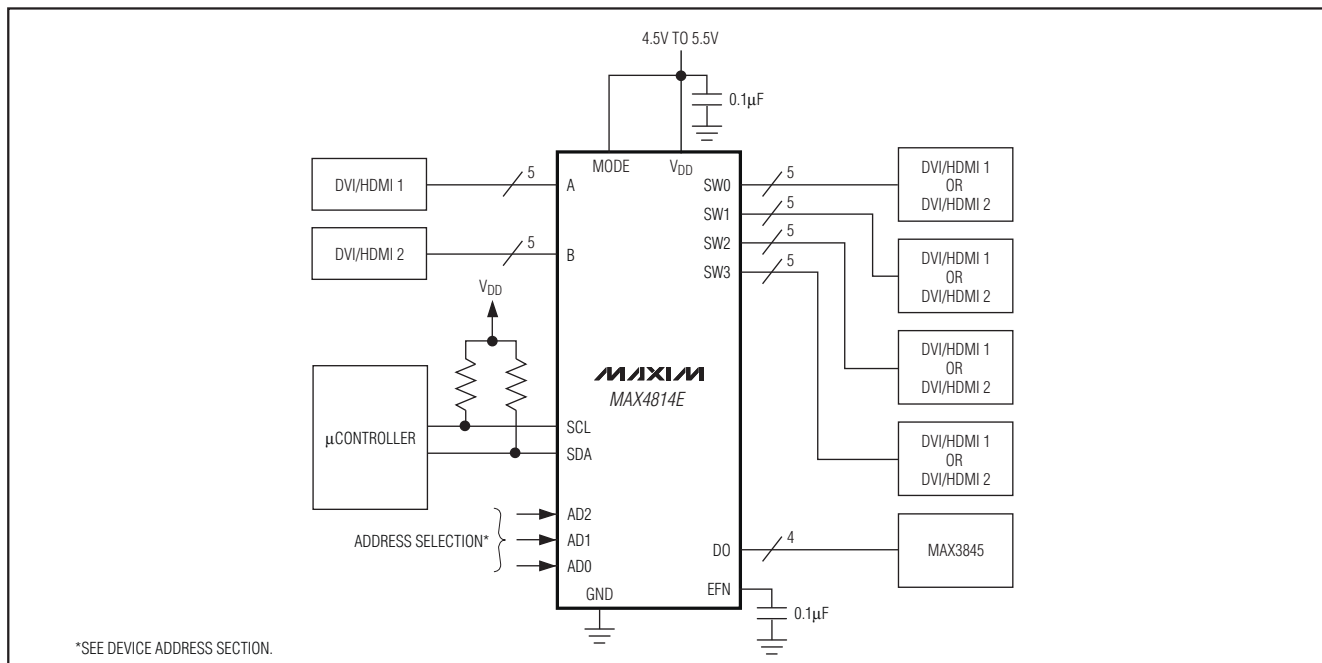 4.5V TO 5.5V
0.1µF
MODE
VDD
DVI/HDMI 1
5
A
SW0
5
DVI/HDMI 1
OR
DVI/HDMI 2
SW1
5
DVI/HDMI 2
5
B
SW2
5
SW3
5
DVI/HDMI 1
OR
DVI/HDMI 2
VDD
DVI/HDMI 1
OR
DVI/HDMI 2
MAXIM
MAX4814E
µCONTROLLER
SCL
SDA
DVI/HDMI 1
OR
DVI/HDMI 2
ADDRESS SELECTION*
AD2
AD1
AD0
DO
4
MAX3845
GND
EFN
0.1µF
*SEE DEVICE ADDRESS SECTION.